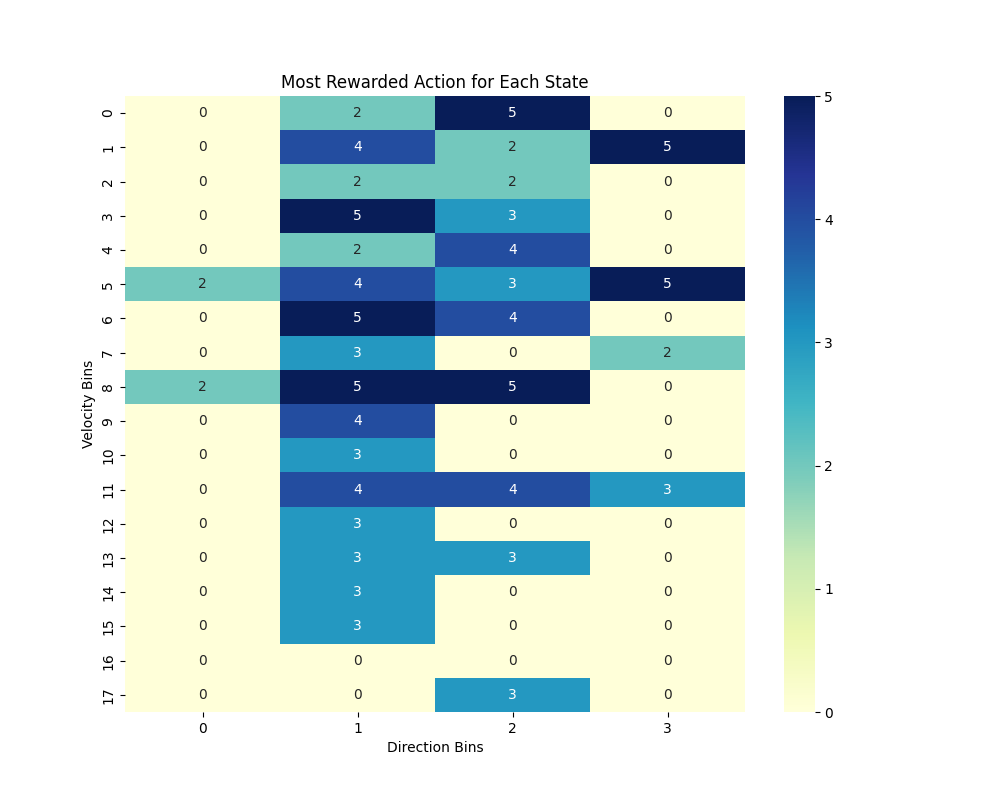 Most Rewarded Action for Each State
0 0 2 5 0 5
1 0 4 2 5
2 0 2 2 0
3 0 5 3 0 4
4 0 2 4 0
5 2 4 3 5
6 0 5 4 0
7 0 3 0 2 3
8 2 5 5 0
Velocity Bins
9 0 4 0 0
10 0 3 0 0 2
11 0 4 4 3
12 0 3 0 0
13 0 3 3 0
14 0 3 0 0 1
15 0 3 0 0
16 0 0 0 0
17 0 0 3 0 0
0 1 2 3
Direction Bins